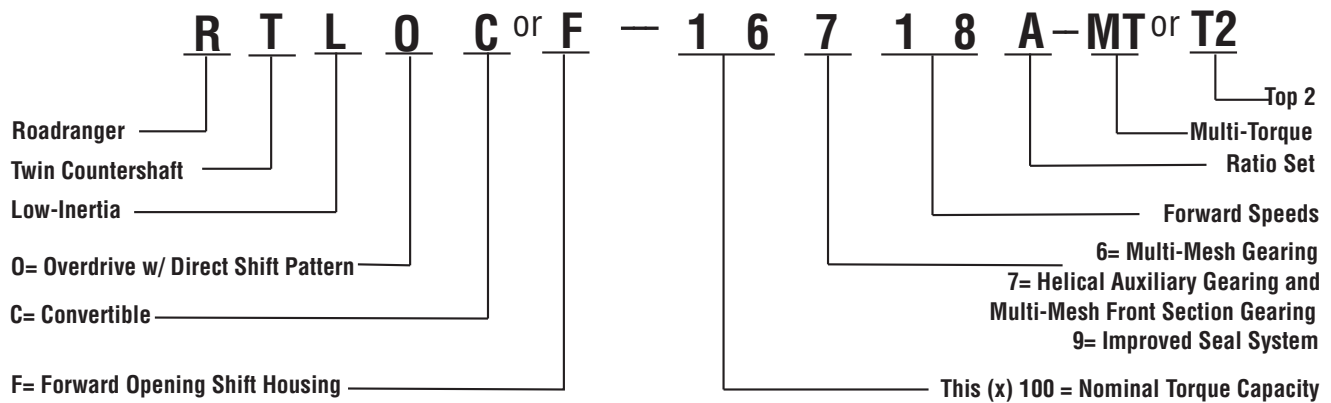 R T L O C or F — 1 6 7 1 8 A – MT or T2
Top 2
Roadranger
Multi-Torque
Twin Countershaft
Ratio Set
Low-Inertia
Forward Speeds
6= Multi-Mesh Gearing
O= Overdrive w/ Direct Shift Pattern
7= Helical Auxiliary Gearing and
C= Convertible
Multi-Mesh Front Section Gearing
9= Improved Seal System
F= Forward Opening Shift Housing
This (x) 100 = Nominal Torque Capacity